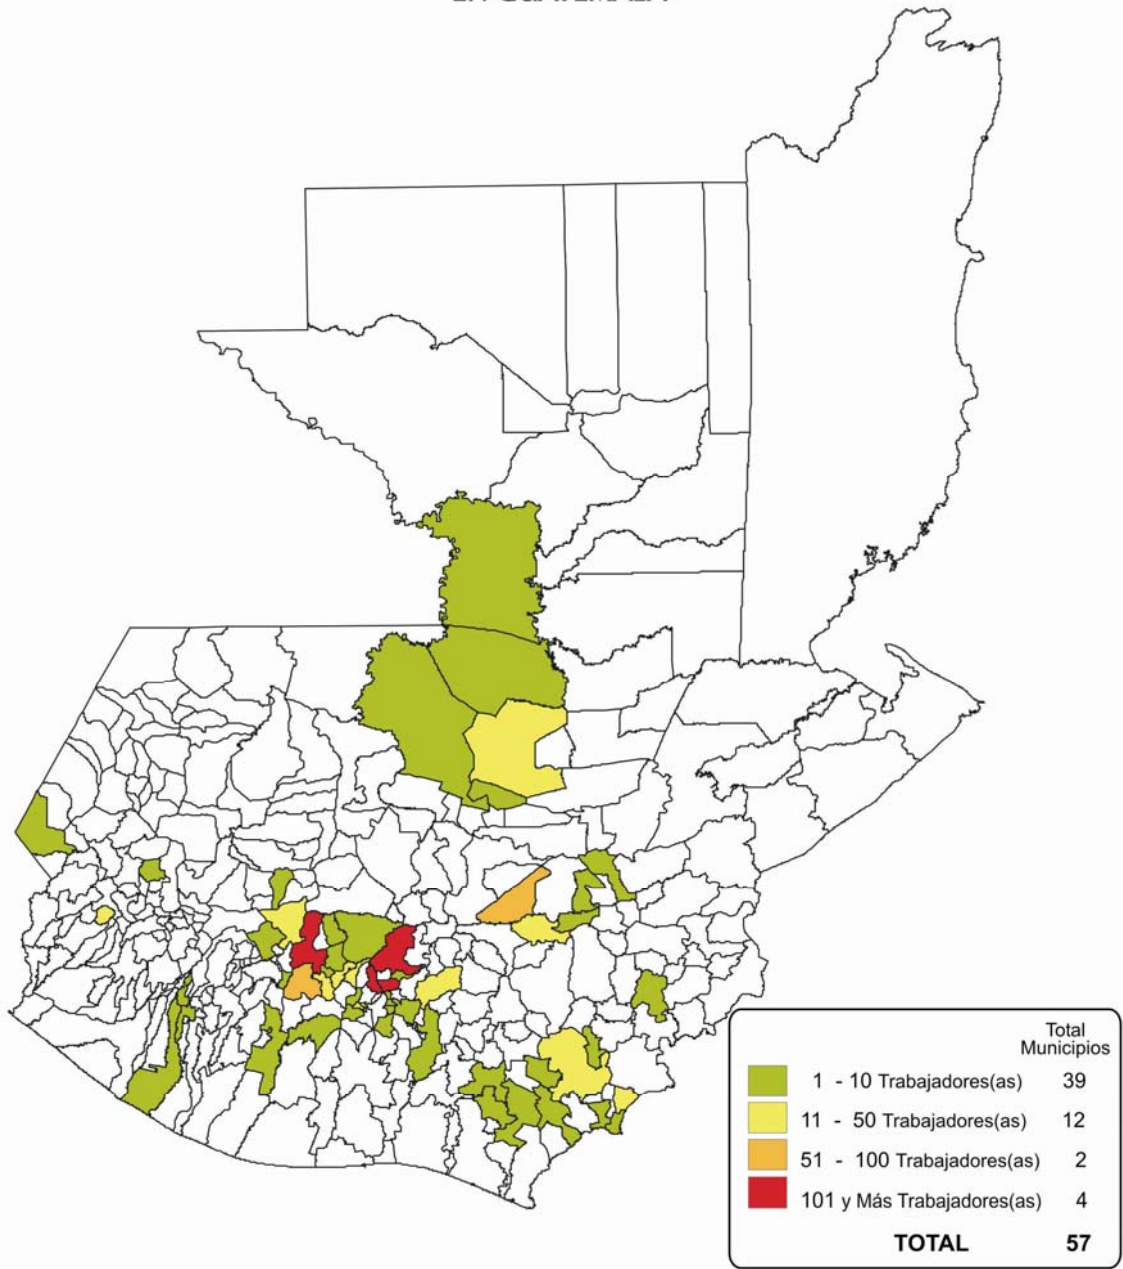 Total
Municipios
1 - 10 Trabajadores(as) 39
11 - 50 Trabajadores(as) 12
51 - 100 Trabajadores(as) 2
101 y Más Trabajadores(as) 4
TOTAL 57